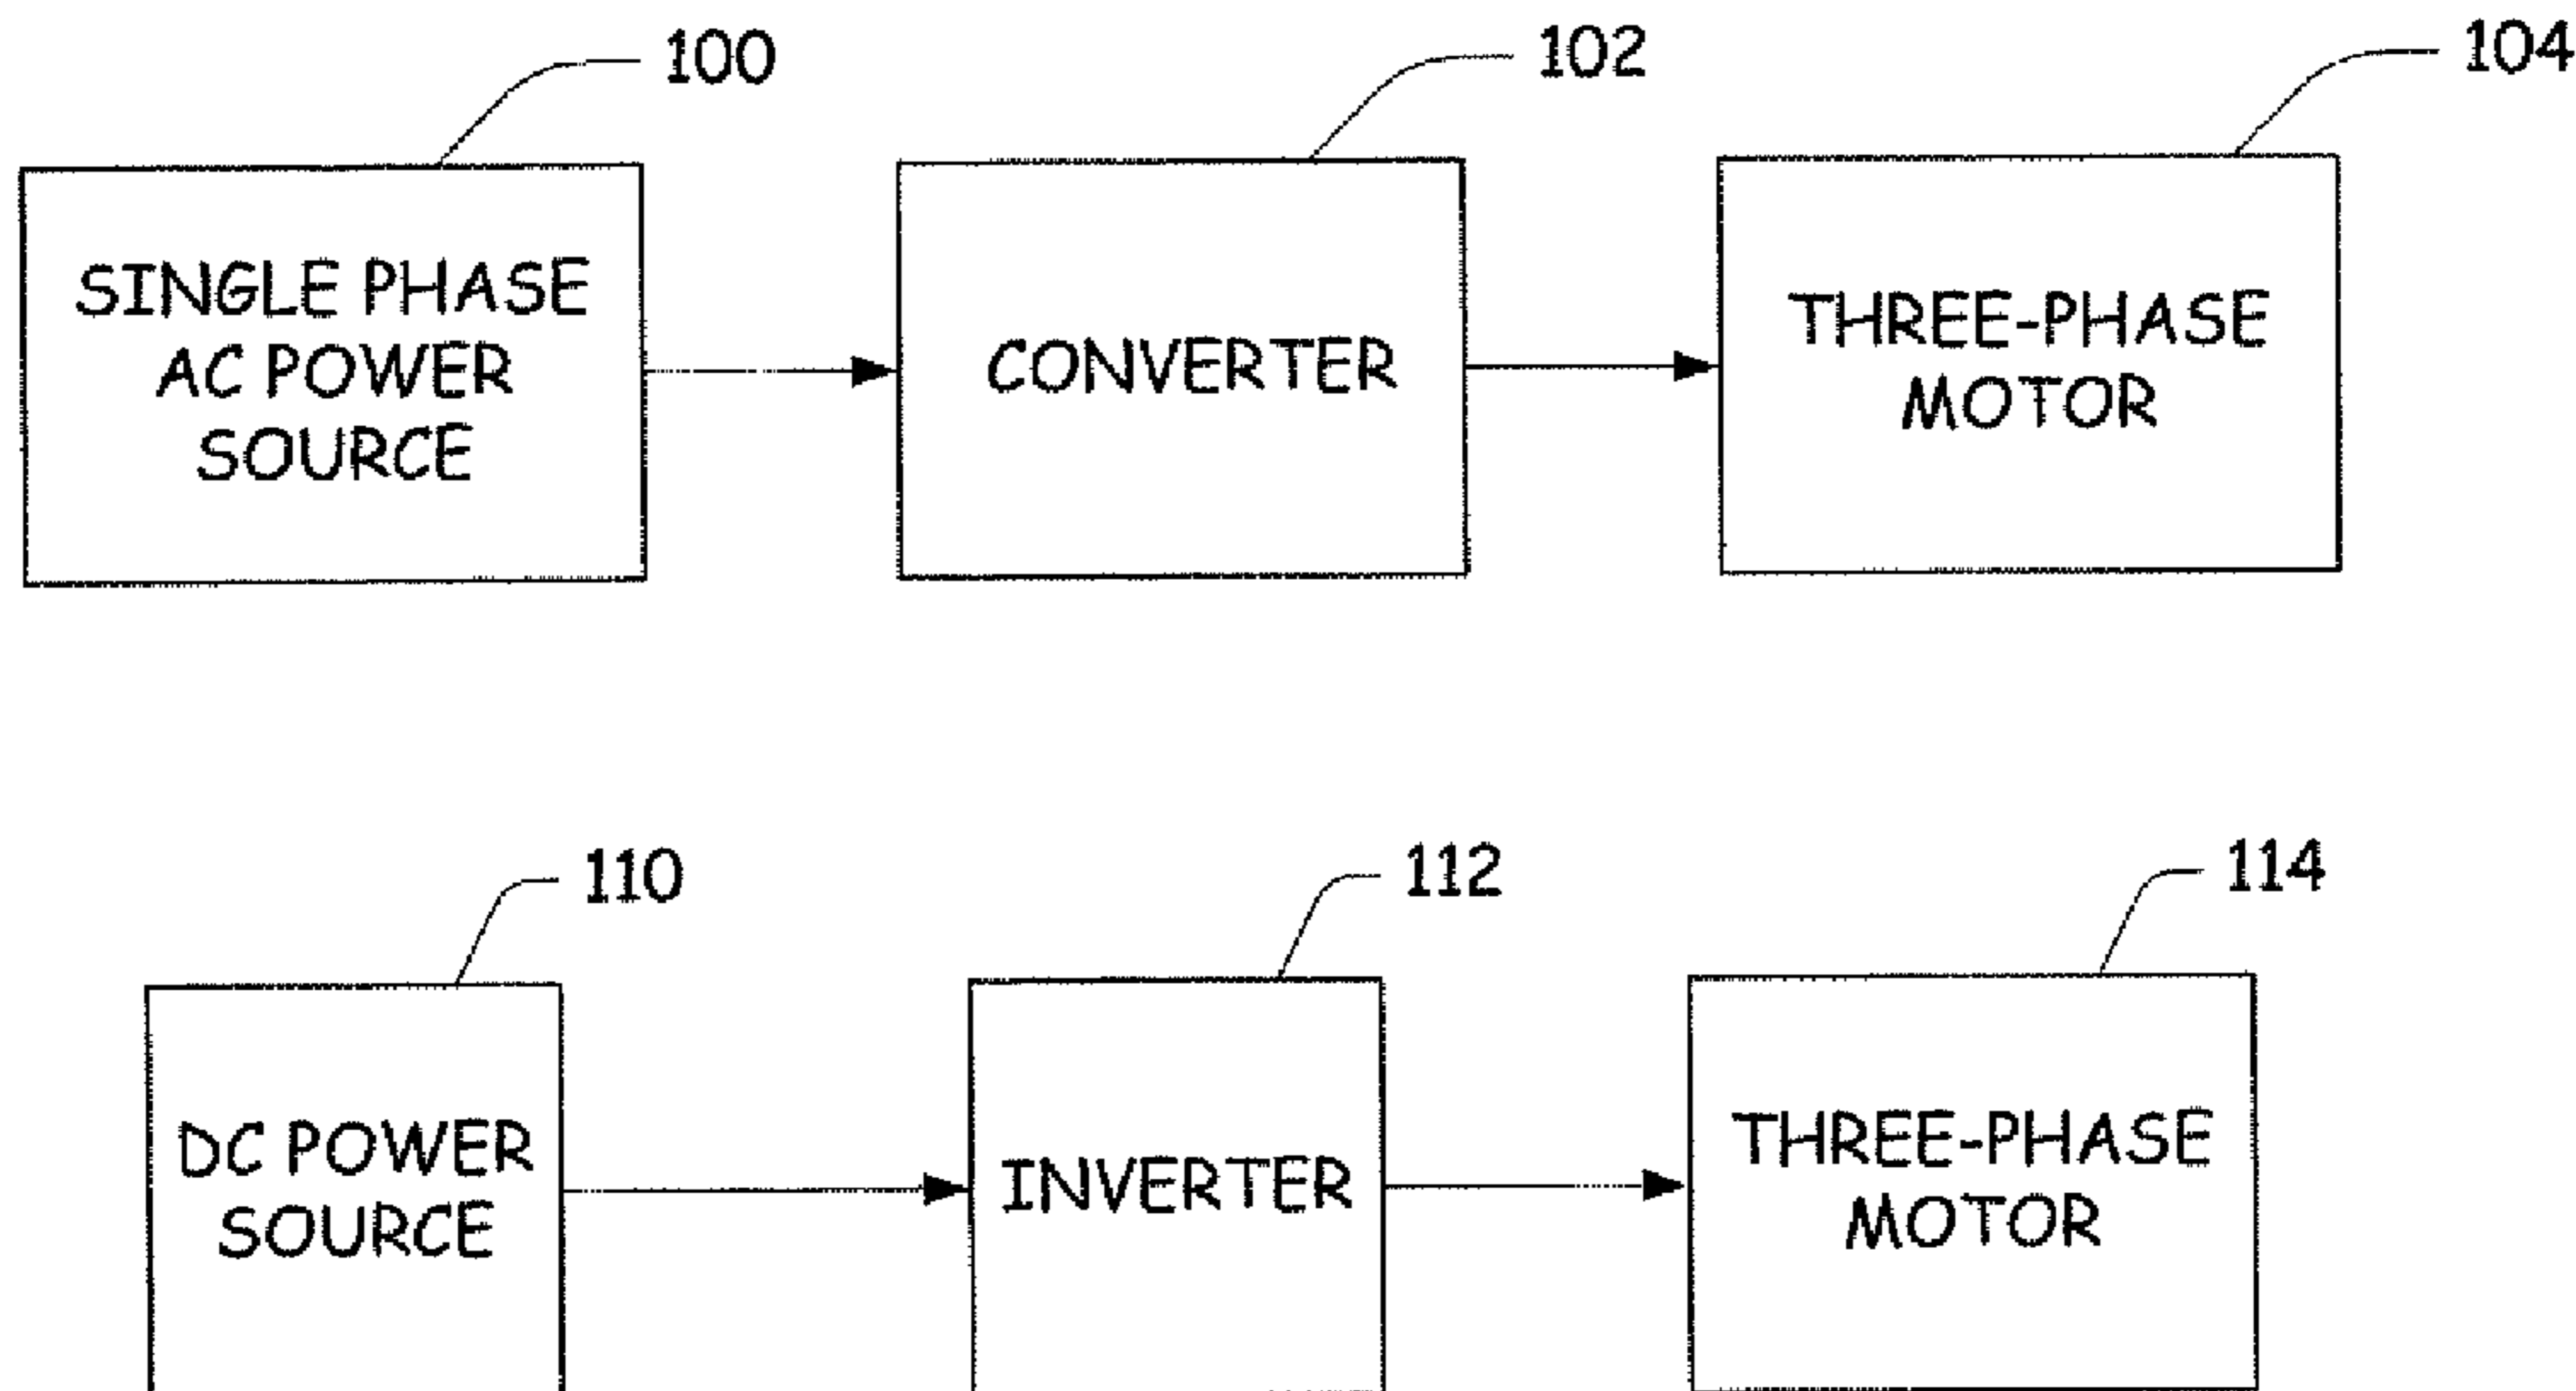 100
102
104
SINGLE PHASE
AC POWER
SOURCE
CONVERTER
THREE-PHASE
MOTOR
110
112
114
DC POWER
SOURCE
INVERTER
THREE-PHASE
MOTOR